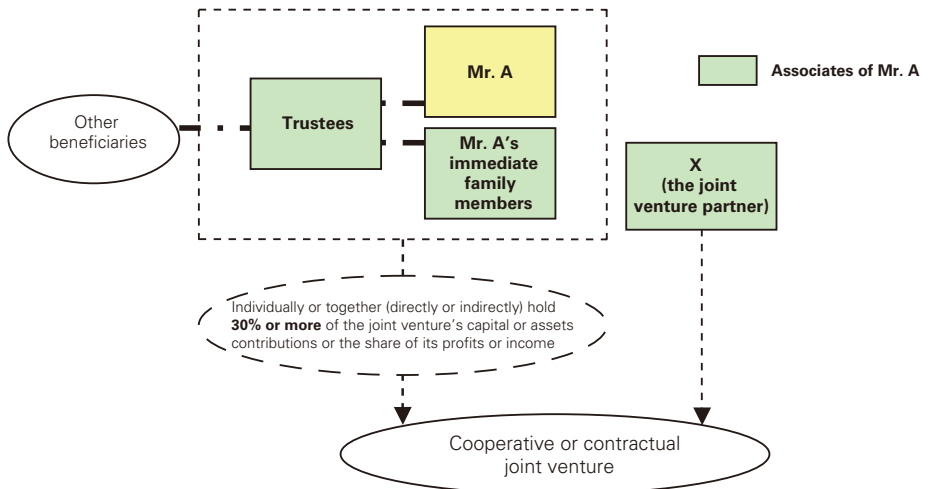 Other
beneficiaries
Trustees
Mr. A
Mr. A's
immediate
family
members
Associates of Mr. A
X
(the joint
venture partner)
Individually or together (directly or indirectly) hold
30% or more of the joint venture's capital or assets
contributions or the share of its profits or income
Cooperative or contractual
joint venture